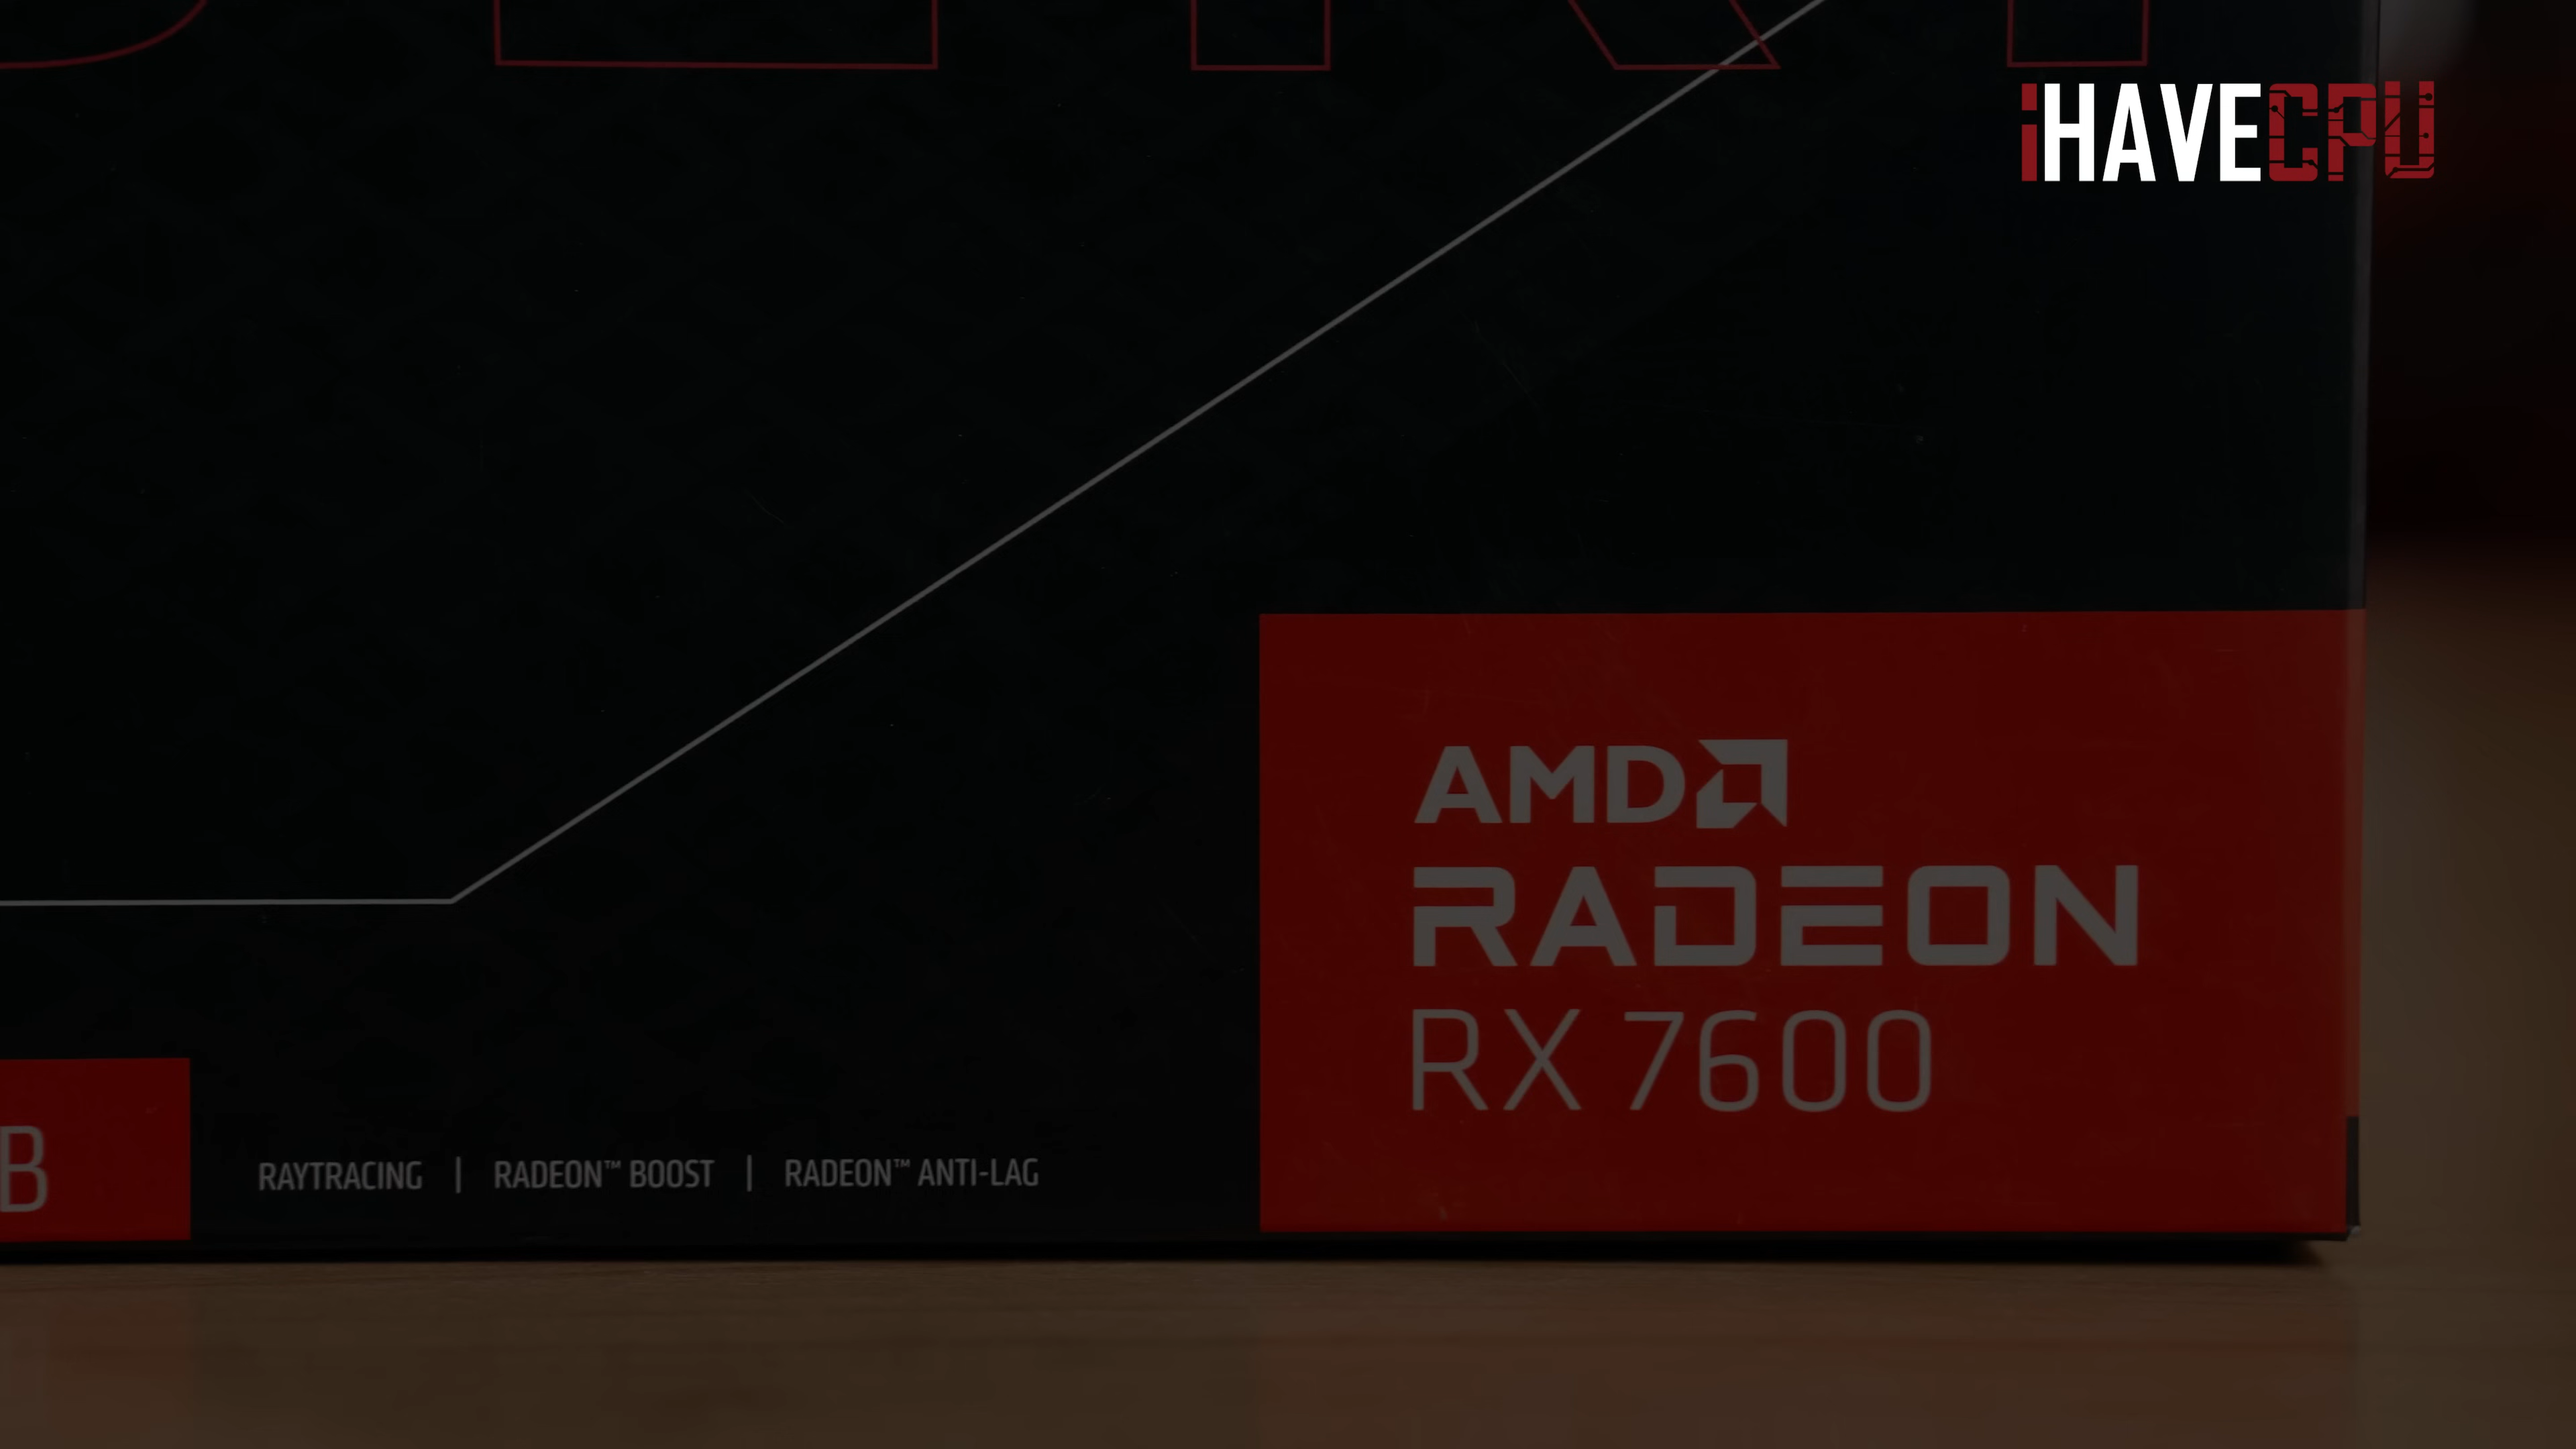 iHAVECPU
AMD
RADEON
RX 7600
B
RAYTRACING | RADEON™ BOOST | RADEON™ ANTI-LAG